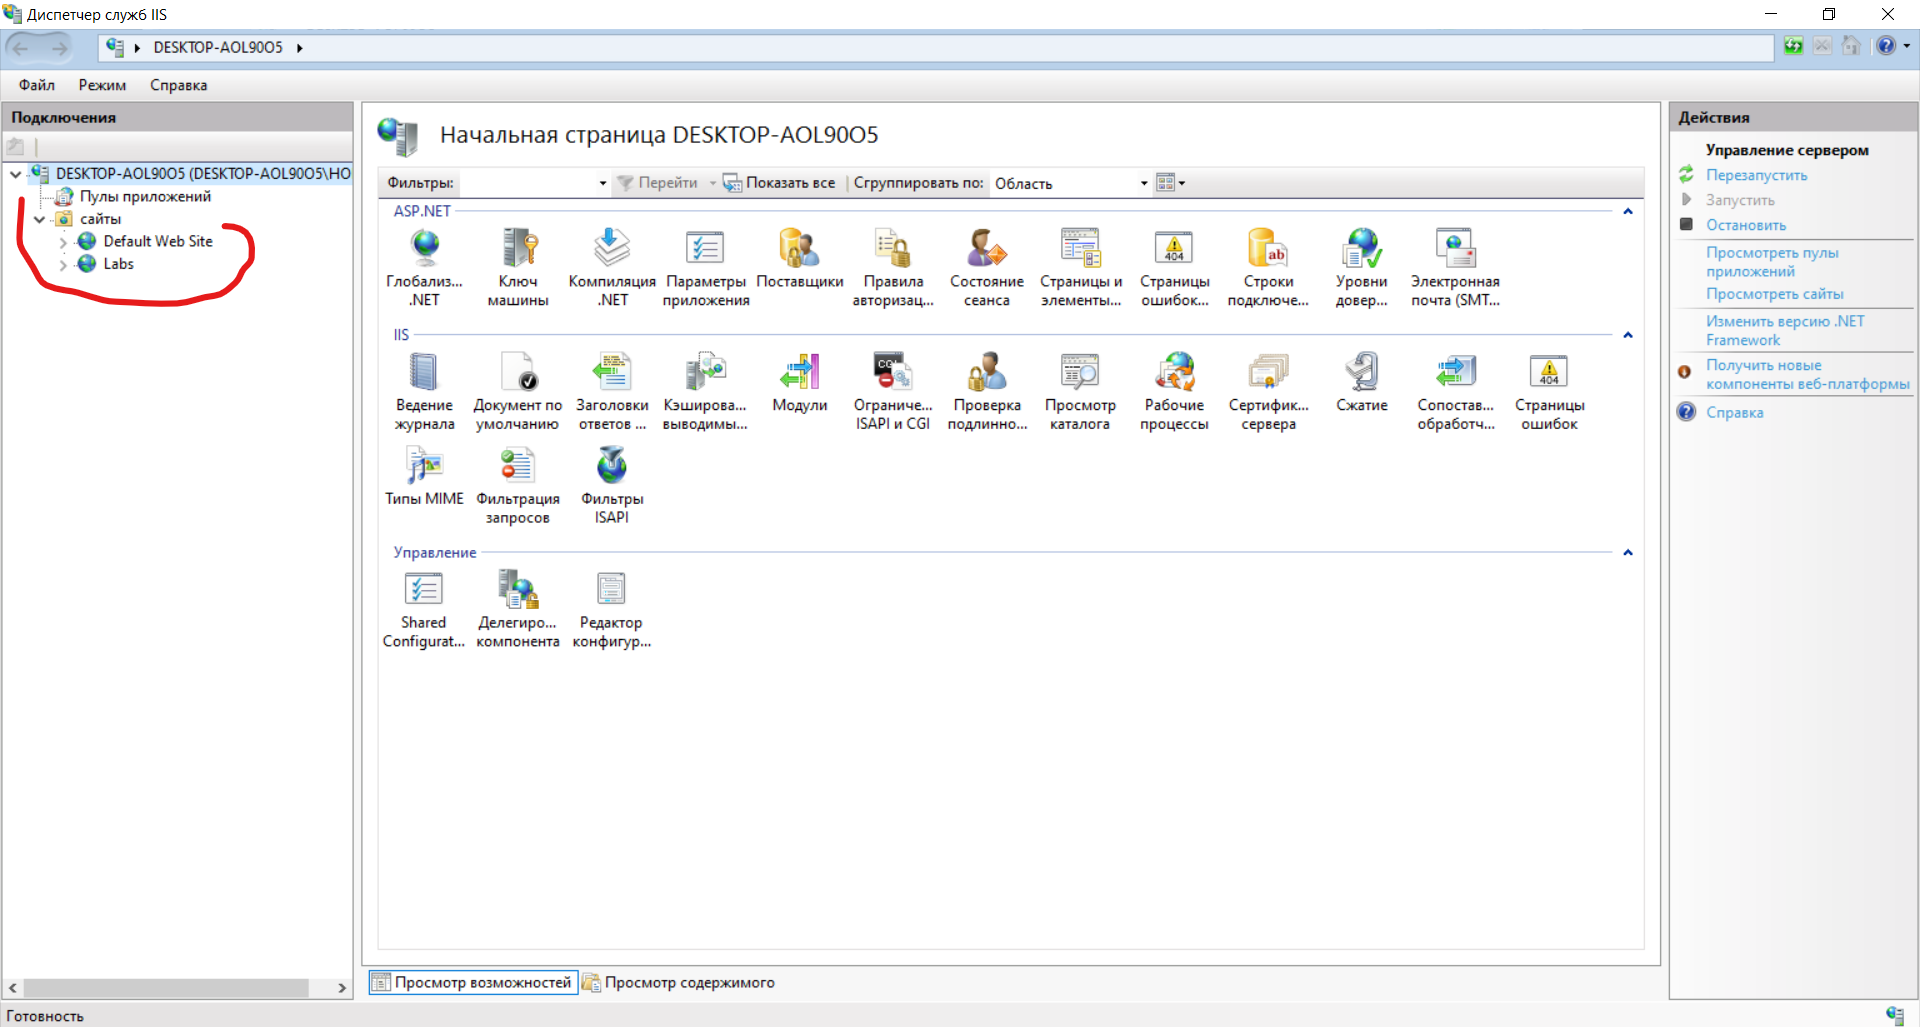 Диспетчер служб IIS
DESKTOP-AOL90O5
Файл Режим Справка
Подключения
DESKTOP-AOL90O5 (DESKTOP-AOL90O5\HO
Пулы приложений
сайты
Default Web Site
Labs
Начальная страница DESKTOP-AOL90O5
Фильтры: Перейти Показать все Сгруппировать по: Область
ASP.NET
Глобализ... .NET
Ключ машины
Компиляция .NET
Параметры приложения
Поставщики
Правила авторизац...
Состояние сеанса
Страницы и элементы...
Страницы ошибок...
Строки подключе...
Уровни довер...
Электронная почта (SMT...
IIS
Ведение журнала
Документ по умолчанию
Заголовки ответов ...
Кэширова... выводимы...
Модули
Ограниче... ISAPI и CGI
Проверка подлинно...
Просмотр каталога
Рабочие процессы
Сертифик... сервера
Сжатие
Сопостав... обработч...
Страницы ошибок
Типы MIME
Фильтрация запросов
Фильтры ISAPI
Управление
Shared Configurat...
Делегиро... компонента
Редактор конфигур...
Просмотр возможностей Просмотр содержимого
Действия
Управление сервером
Перезапустить
Запустить
Остановить
Просмотреть пулы
приложений
Просмотреть сайты
Изменить версию .NET
Framework
Получить новые
компоненты веб-платформы
Справка
Готовность